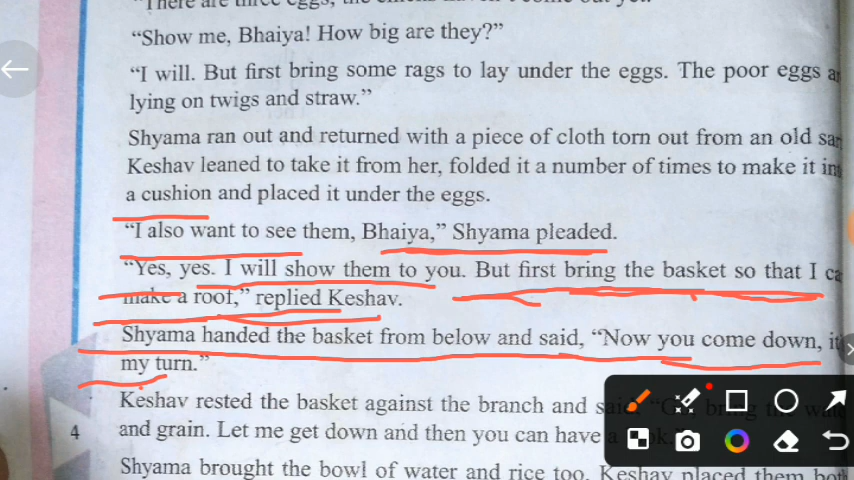 "There are three eggs, the
"Show me, Bhaiya! How big are they?"
"I will. But first bring some rags to lay under the eggs. The poor eggs
lying on twigs and straw."
Shyama ran out and returned with a piece of cloth torn out from an old
Keshav leaned to take it from her, folded it a number of times to make it
a cushion and placed it under the eggs.
"I also want to see them, Bhaiya," Shyama pleaded.
"Yes, yes. I will show them to you. But first bring the basket so that I
make a roof," replied Keshav.
Shyama handed the basket from below and said, "Now you come down,
my turn."
Keshav rested the basket against the branch and
4 and grain. Let me get down and then you can have
Shyama brought the bowl of water and rice too. Keshav placed them